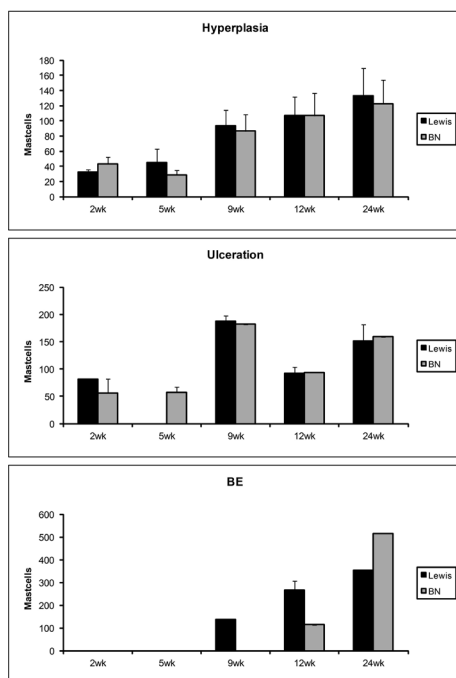 Hyperplasia
Mastcells
180
160
140
120
100
80
60
40
20
0
2wk 5wk 9wk 12wk 24wk
Lewis
BN
Ulceration
Mastcells
250
200
150
100
50
0
2wk 5wk 9wk 12wk 24wk
Lewis
BN
BE
Mastcells
600
500
400
300
200
100
0
2wk 5wk 9wk 12wk 24wk
Lewis
BN